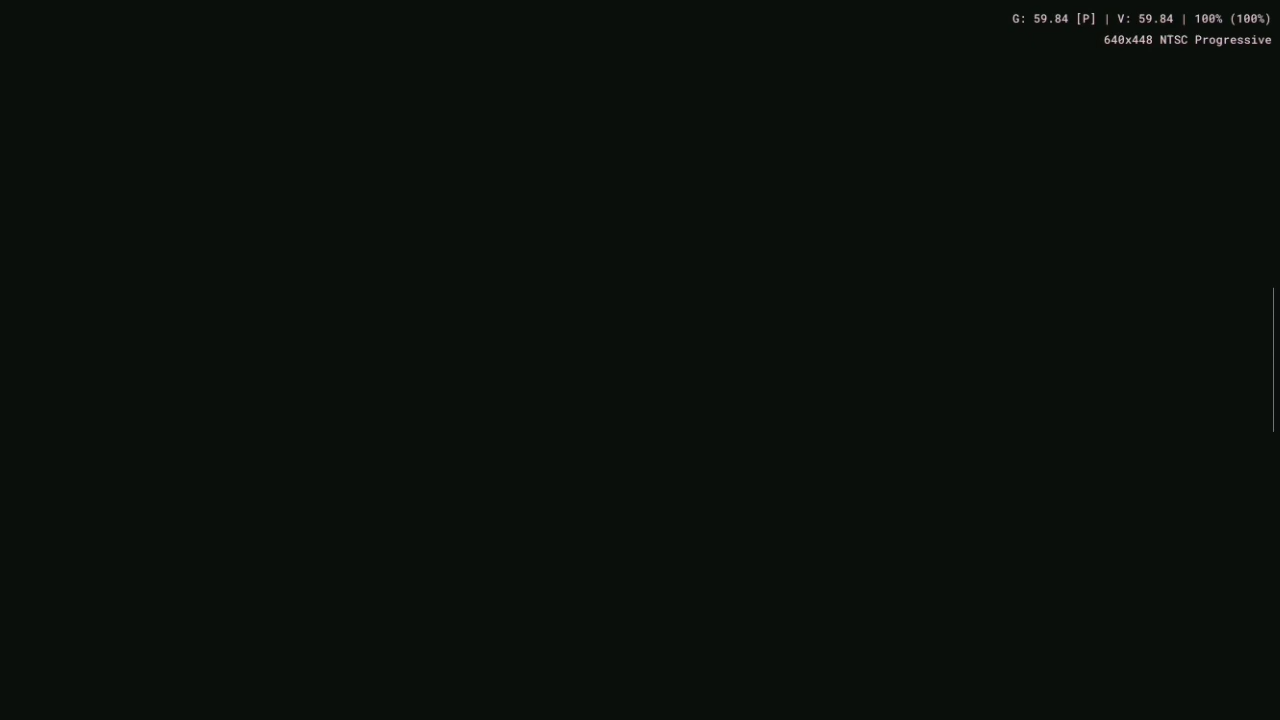 G: 59.84 [P] | V: 59.84 | 100% (100%)
640x448 NTSC Progressive